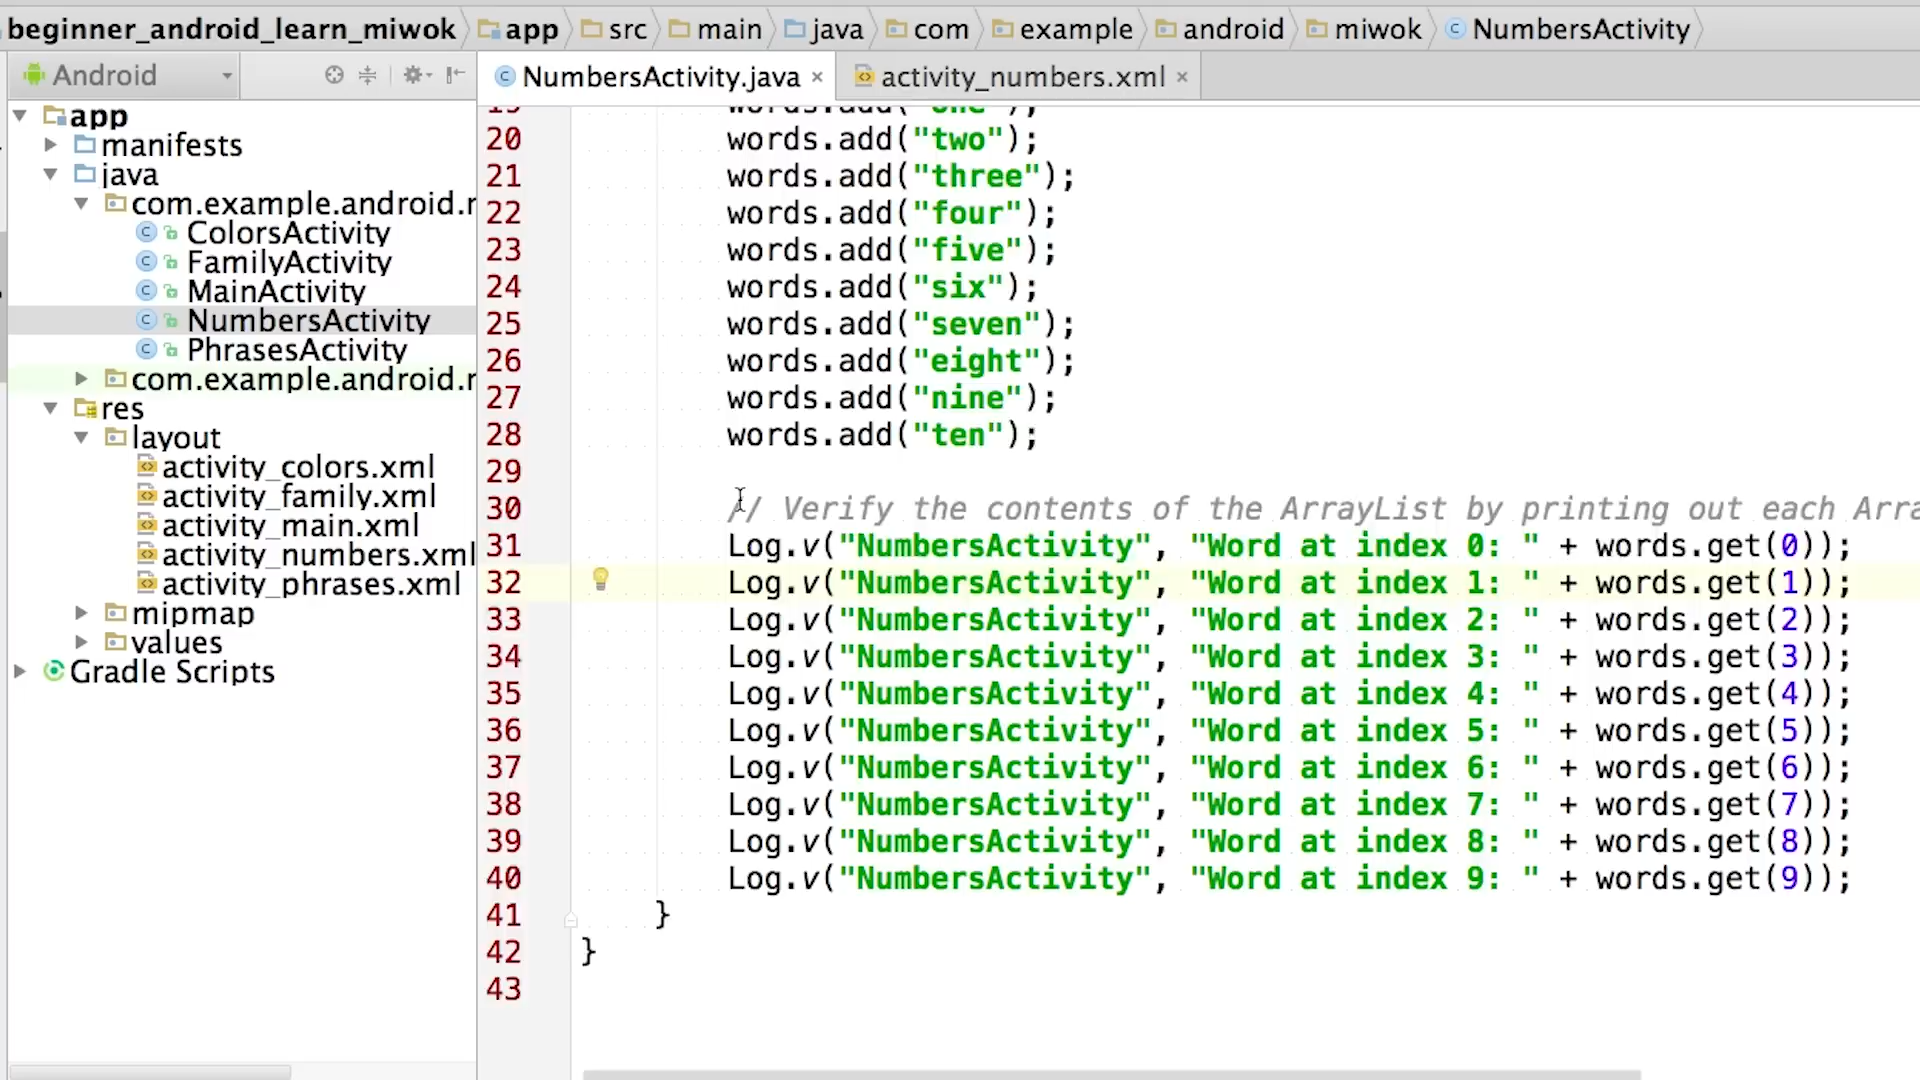 beginner_android_learn_miwok app src main java com example android miwok NumbersActivity
Android
NumbersActivity.java activity_numbers.xml
app
manifests
java
com.example.android.
ColorsActivity
FamilyActivity
MainActivity
NumbersActivity
PhrasesActivity
com.example.android.
res
layout
activity_colors.xml
activity_family.xml
activity_main.xml
activity_numbers.xml
activity_phrases.xml
mipmap
values
Gradle Scripts
19 words.add("one");
20 words.add("two");
21 words.add("three");
22 words.add("four");
23 words.add("five");
24 words.add("six");
25 words.add("seven");
26 words.add("eight");
27 words.add("nine");
28 words.add("ten");
29
30 // Verify the contents of the ArrayList by printing out each Arra
31 Log.v("NumbersActivity", "Word at index 0: " + words.get(0));
32 Log.v("NumbersActivity", "Word at index 1: " + words.get(1));
33 Log.v("NumbersActivity", "Word at index 2: " + words.get(2));
34 Log.v("NumbersActivity", "Word at index 3: " + words.get(3));
35 Log.v("NumbersActivity", "Word at index 4: " + words.get(4));
36 Log.v("NumbersActivity", "Word at index 5: " + words.get(5));
37 Log.v("NumbersActivity", "Word at index 6: " + words.get(6));
38 Log.v("NumbersActivity", "Word at index 7: " + words.get(7));
39 Log.v("NumbersActivity", "Word at index 8: " + words.get(8));
40 Log.v("NumbersActivity", "Word at index 9: " + words.get(9));
41 }
42 }
43